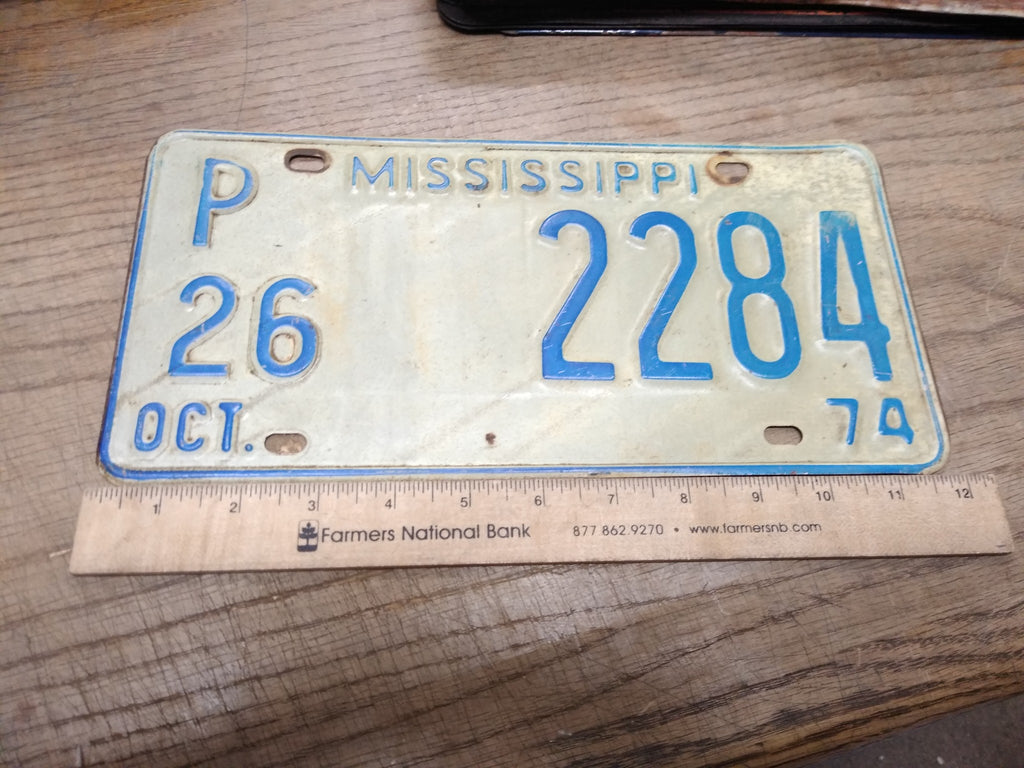 P MISSISSIPPI
26 2284
OCT. 74
1 2 3 4 5 6 7 8 9 10 11 12
Farmers National Bank 877 862.9270 • www.farmersnb.com